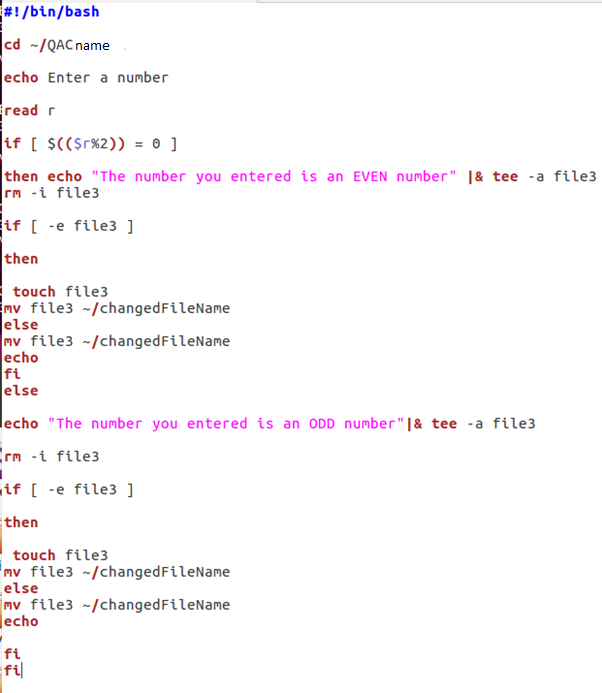 #!/bin/bash
cd ~/QACname
echo Enter a number
read r
if [ $(($r%2)) = 0 ]
then echo "The number you entered is an EVEN number" |& tee -a file3
rm -i file3
if [ -e file3 ]
then
touch file3
mv file3 ~/changedFileName
else
mv file3 ~/changedFileName
echo
fi
else
echo "The number you entered is an ODD number"|& tee -a file3
rm -i file3
if [ -e file3 ]
then
touch file3
mv file3 ~/changedFileName
else
mv file3 ~/changedFileName
echo
fi
fi